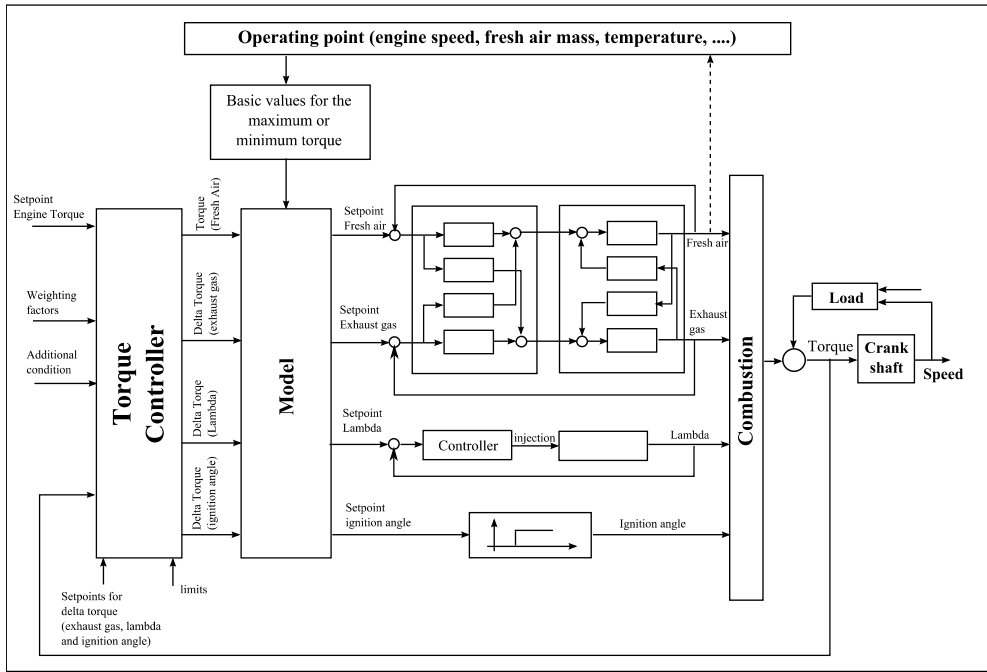 Operating point (engine speed, fresh air mass, temperature, ....)
Basic values for the
maximum or
minimum torque
Setpoint
Engine Torque
Weighting
factors
Additional
condition
Torque
Controller
Setpoints for
delta torque
(exhaust gas, lambda
and ignition angle)
limits
Torque
(Fresh Air)
Delta Torque
(exhaust gas)
Delta Torqe
(Lambda)
Delta Torque
(ignition angle)
Model
Setpoint
Fresh air
Setpoint
Exhaust gas
Setpoint
Lambda
Setpoint
ignition angle
Controller
injection
Fresh air
Exhaust
gas
Lambda
Ignition angle
Combustion
Load
Torque
Crank
shaft
Speed